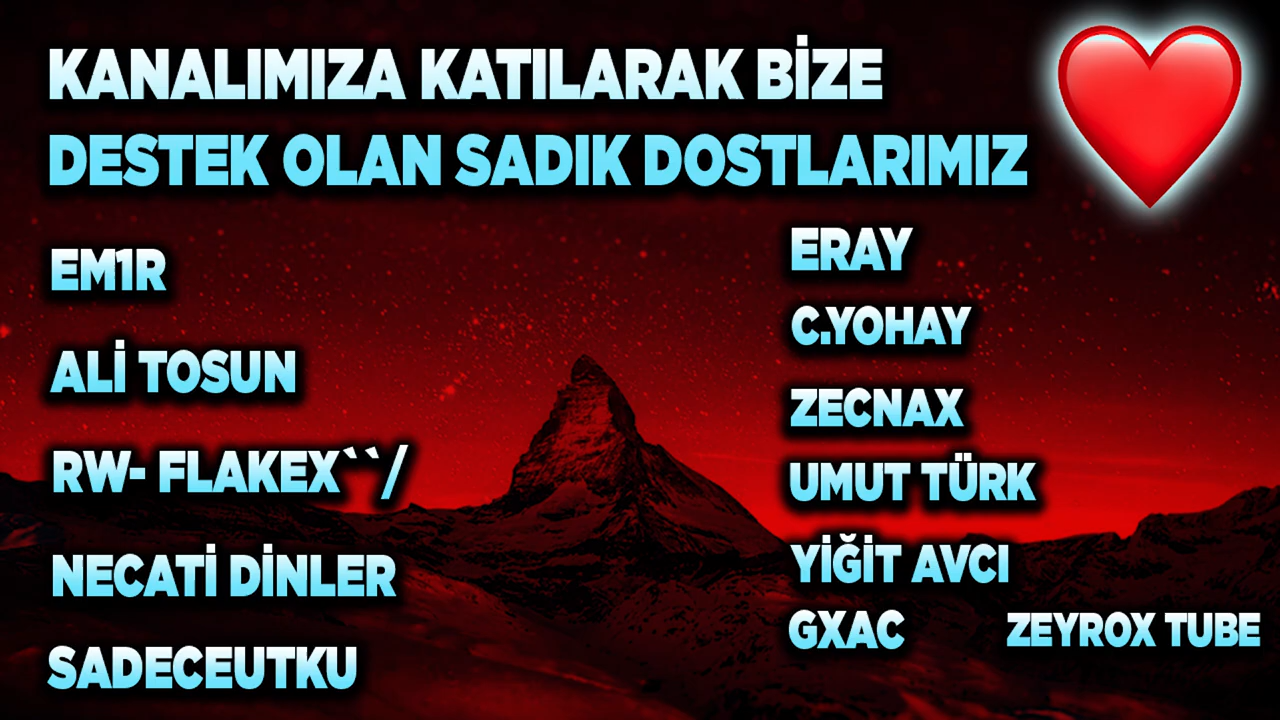 KANALIMIZA KATILARAK BİZE
DESTEK OLAN SADIK DOSTLARIMIZ
EM1R
ALİ TOSUN
RW- FLAKEX``/
NECATİ DİNLER
SADECEUTKU
ERAY
C.YOHAY
ZECNAX
UMUT TÜRK
YİĞİT AVCI
GXAC
ZEYROX TUBE